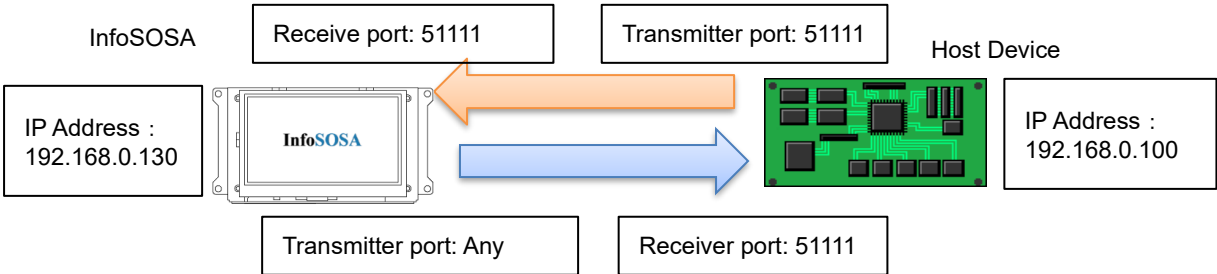 InfoSOSA
Receive port: 51111
Transmitter port: 51111
Host Device
IP Address：
192.168.0.130
InfoSOSA
IP Address：
192.168.0.100
Transmitter port: Any
Receiver port: 51111